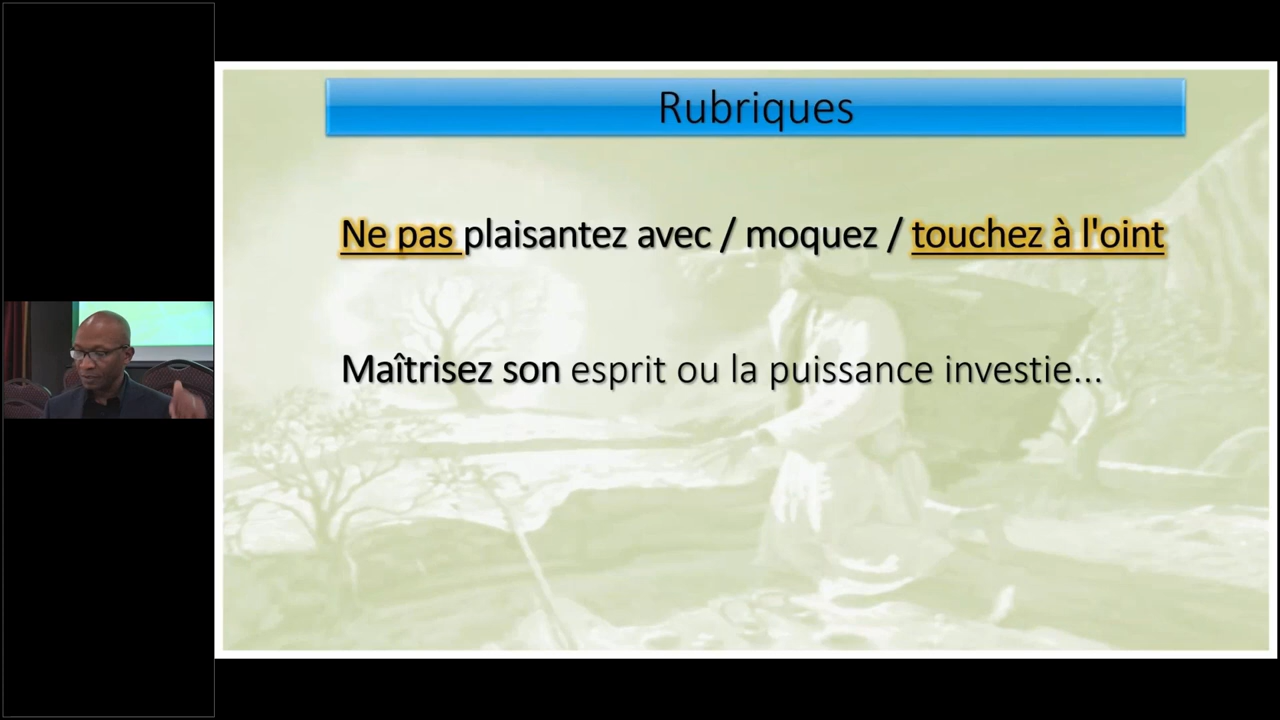 Rubriques
Ne pas plaisantez avec / moquez / touchez à l'oint
Maîtrisez son esprit ou la puissance investie...